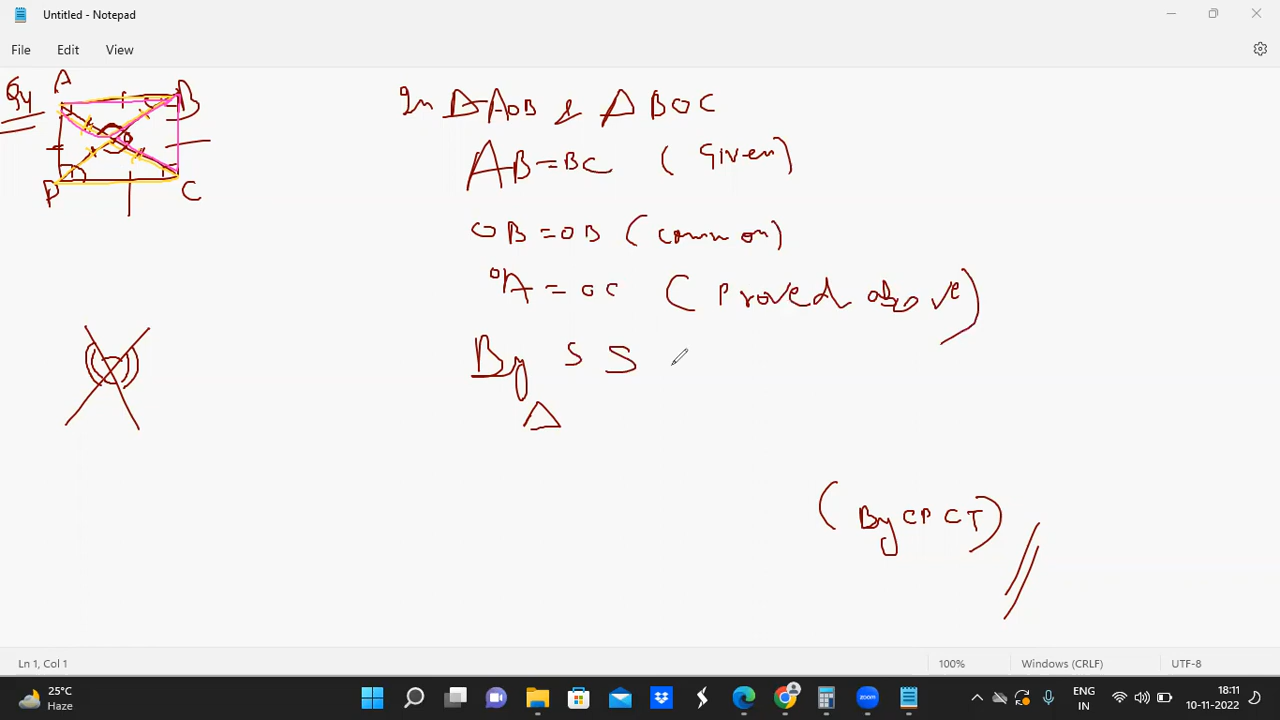 Untitled - Notepad
File Edit View
Q4
A
B
D
C
In ΔAOB & ΔBOC
AB=BC (Given)
OB=OB (common)
OA=OC (Proved above)
By S S
Δ
(By CPCT)
Ln 1, Col 1
100%
Windows (CRLF)
UTF-8
25°C
Haze
ENG
IN
18:11
10-11-2022